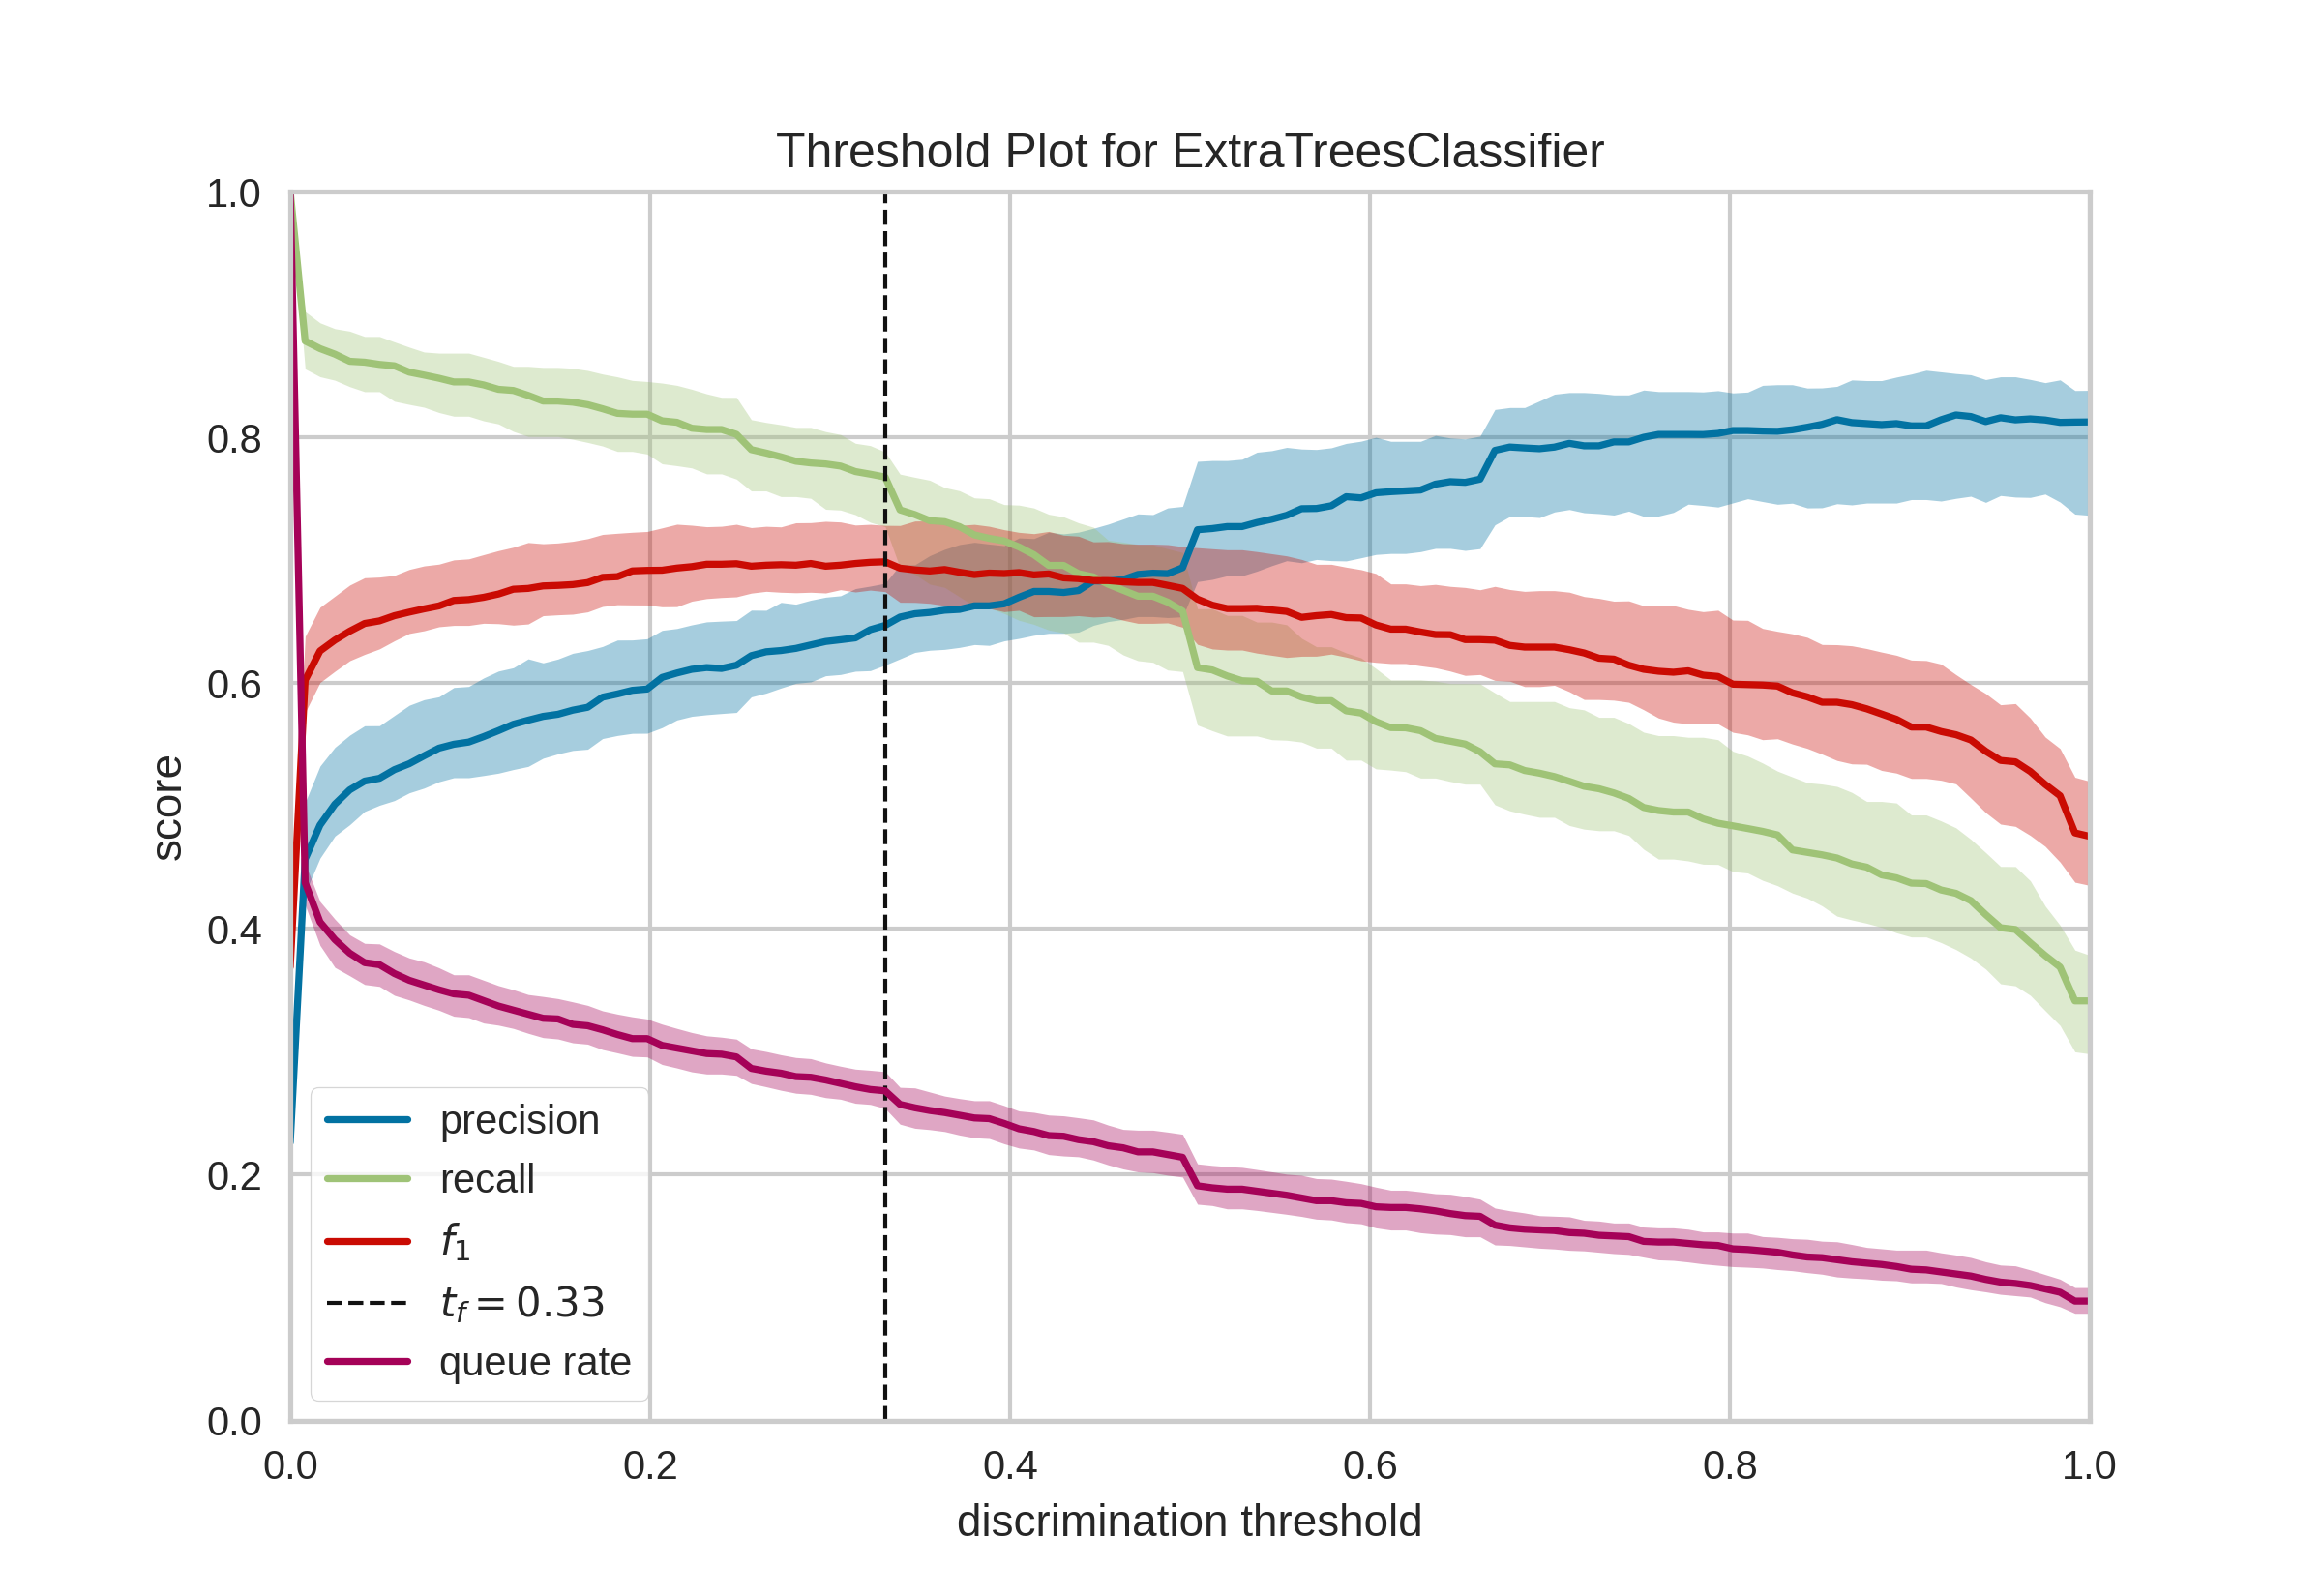 Threshold Plot for ExtraTreesClassifier
1.0
0.8
0.6
0.4
0.2
0.0
score
precision
recall
f₁
t_f = 0.33
queue rate
0.0 0.2 0.4 0.6 0.8 1.0
discrimination threshold